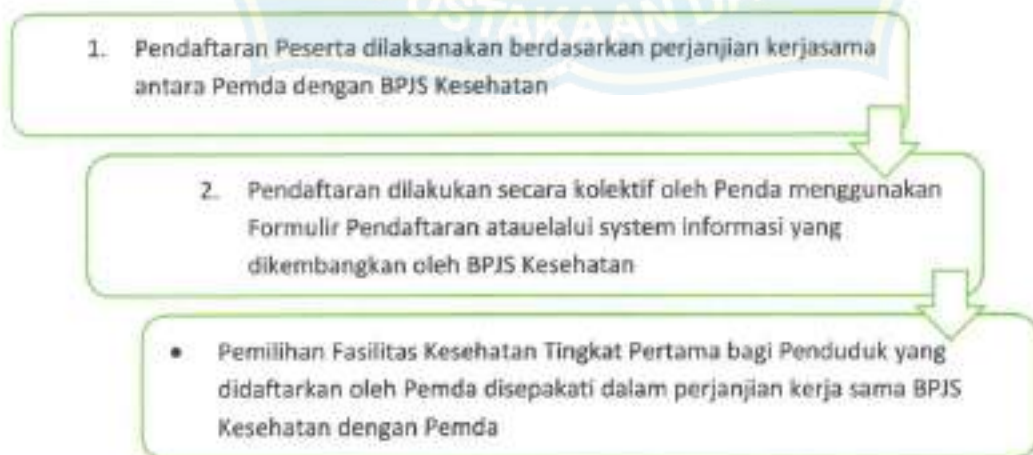 USTAKAAN D
1. Pendaftaran Peserta dilaksanakan berdasarkan perjanjian kerjasama
antara Pemda dengan BPJS Kesehatan
2. Pendaftaran dilakukan secara kolektif oleh Penda menggunakan
Formulir Pendaftaran atauelalui system informasi yang
dikembangkan oleh BPJS Kesehatan
• Pemilihan Fasilitas Kesehatan Tingkat Pertama bagi Penduduk yang
didaftarkan oleh Pemda disepakati dalam perjanjian kerja sama BPJS
Kesehatan dengan Pemda